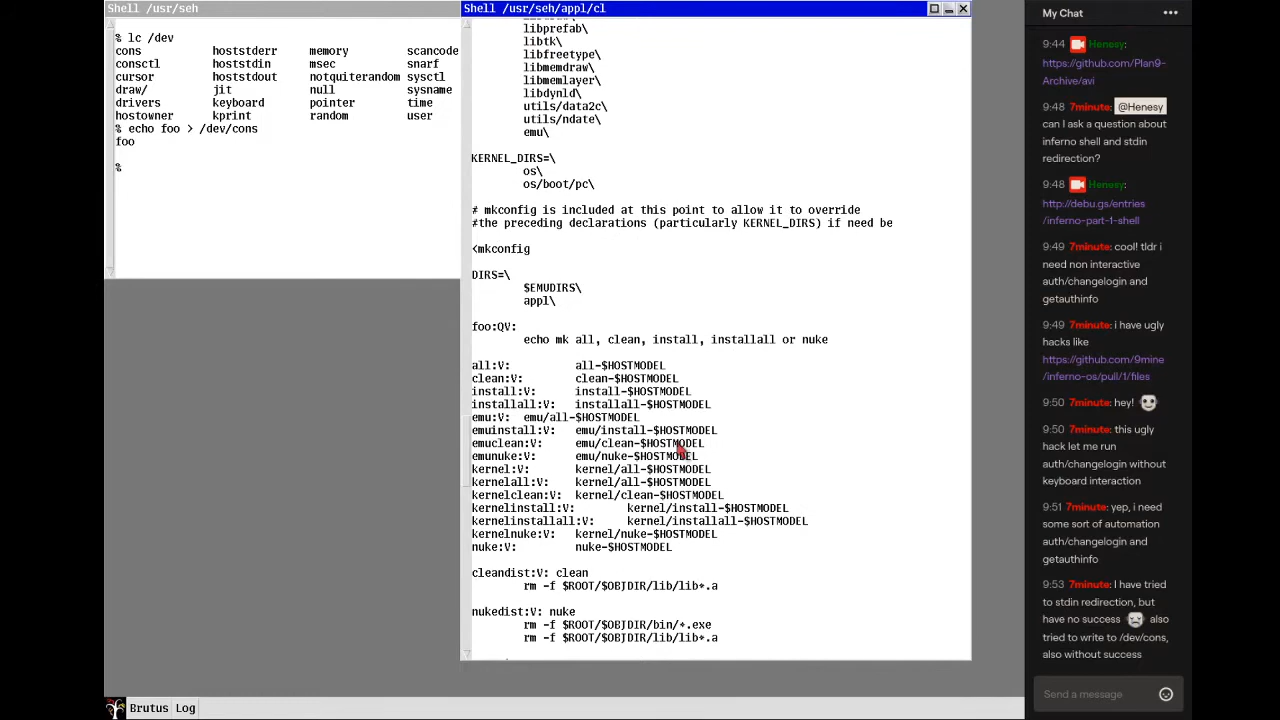 Shell /usr/seh
% lc /dev
cons hoststderr memory scancode
consctl hoststdin msec snarf
cursor hoststdout notquiterandom sysctl
draw/ jit null sysname
drivers keyboard pointer time
hostowner kprint random user
% echo foo > /dev/cons
foo
%
Shell /usr/seh/appl/cl
libprefab\
libtk\
libfreetype\
libmemdraw\
libmemlayer\
libdynld\
utils/data2c\
utils/ndate\
emu\
KERNEL_DIRS=\
os\
os/boot/pc\
# mkconfig is included at this point to allow it to override
#the preceding declarations (particularly KERNEL_DIRS) if need be
<mkconfig
DIRS=\
$EMUDIRS\
appl\
foo:QV:
echo mk all, clean, install, installall or nuke
all:V: all-$HOSTMODEL
clean:V: clean-$HOSTMODEL
install:V: install-$HOSTMODEL
installall:V: installall-$HOSTMODEL
emu:V: emu/all-$HOSTMODEL
emuinstall:V: emu/install-$HOSTMODEL
emuclean:V: emu/clean-$HOSTMODEL
emunuke:V: emu/nuke-$HOSTMODEL
kernel:V: kernel/all-$HOSTMODEL
kernelall:V: kernel/all-$HOSTMODEL
kernelclean:V: kernel/clean-$HOSTMODEL
kernelinstall:V: kernel/install-$HOSTMODEL
kernelinstallall:V: kernel/installall-$HOSTMODEL
kernelnuke:V: kernel/nuke-$HOSTMODEL
nuke:V: nuke-$HOSTMODEL
cleandist:V: clean
rm -f $ROOT/$OBJDIR/lib/lib*.a
nukedist:V: nuke
rm -f $ROOT/$OBJDIR/bin/*.exe
rm -f $ROOT/$OBJDIR/lib/lib*.a
Brutus Log
My Chat
9:44 Henesy:
https://github.com/Plan9-
Archive/avi
9:48 7minute: @Henesy
can I ask a question about
inferno shell and stdin
redirection?
9:48 Henesy:
http://debu.gs/entries
/inferno-part-1-shell
9:49 7minute: cool! tldr i
need non interactive
auth/changelogin and
getauthinfo
9:49 7minute: i have ugly
hacks like
https://github.com/9mine
/inferno-os/pull/1/files
9:50 7minute: hey!
9:50 7minute: this ugly
hack let me run
auth/changelogin without
keyboard interaction
9:51 7minute: yep, i need
some sort of automation
auth/changelogin and
getauthinfo
9:53 7minute: I have tried
to stdin redirection, but
have no success also
tried to write to /dev/cons,
also without success
Send a message